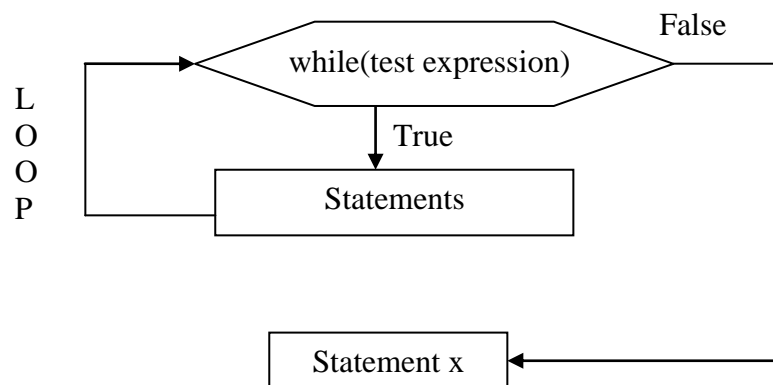 False
while(test expression)
L
O
O
P
True
Statements
Statement x